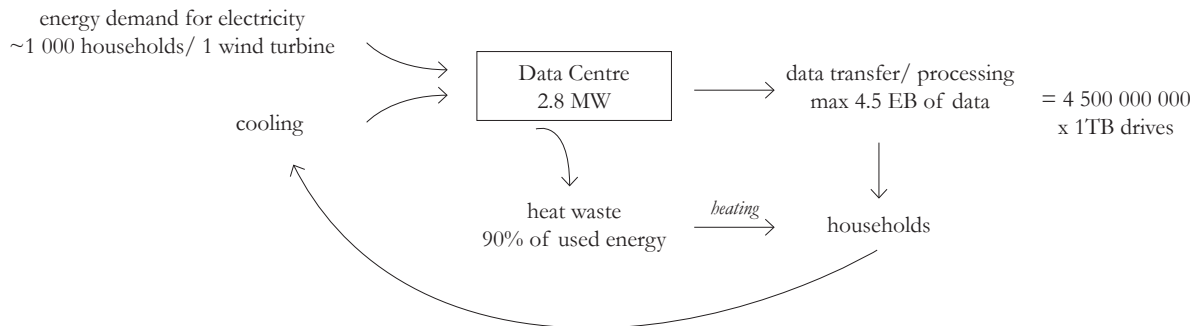 energy demand for electricity
~1 000 households/ 1 wind turbine
cooling
Data Centre
2.8 MW
data transfer/ processing
max 4.5 EB of data
= 4 500 000 000
x 1TB drives
heat waste
90% of used energy
heating
households